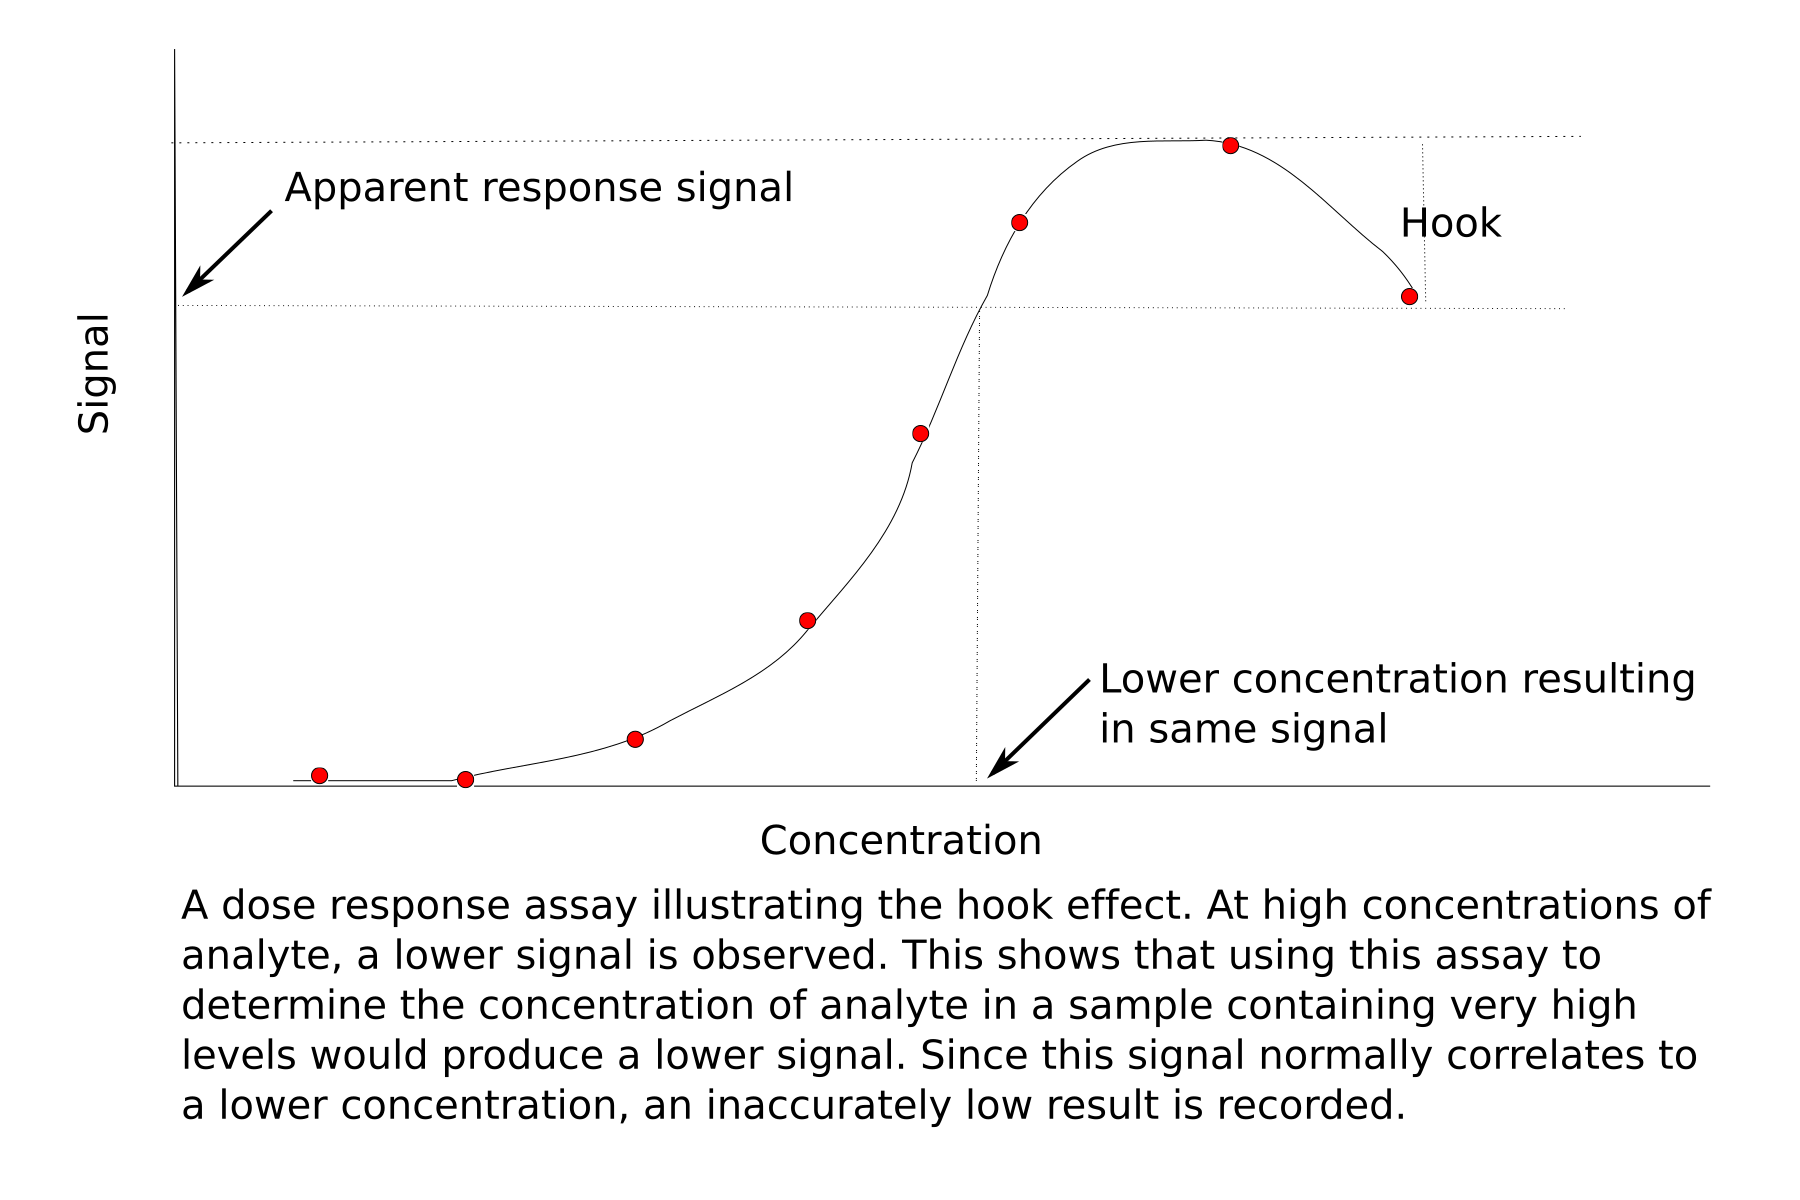 Apparent response signal
Hook
Signal
Lower concentration resulting
in same signal
Concentration
A dose response assay illustrating the hook effect. At high concentrations of
analyte, a lower signal is observed. This shows that using this assay to
determine the concentration of analyte in a sample containing very high
levels would produce a lower signal. Since this signal normally correlates to
a lower concentration, an inaccurately low result is recorded.